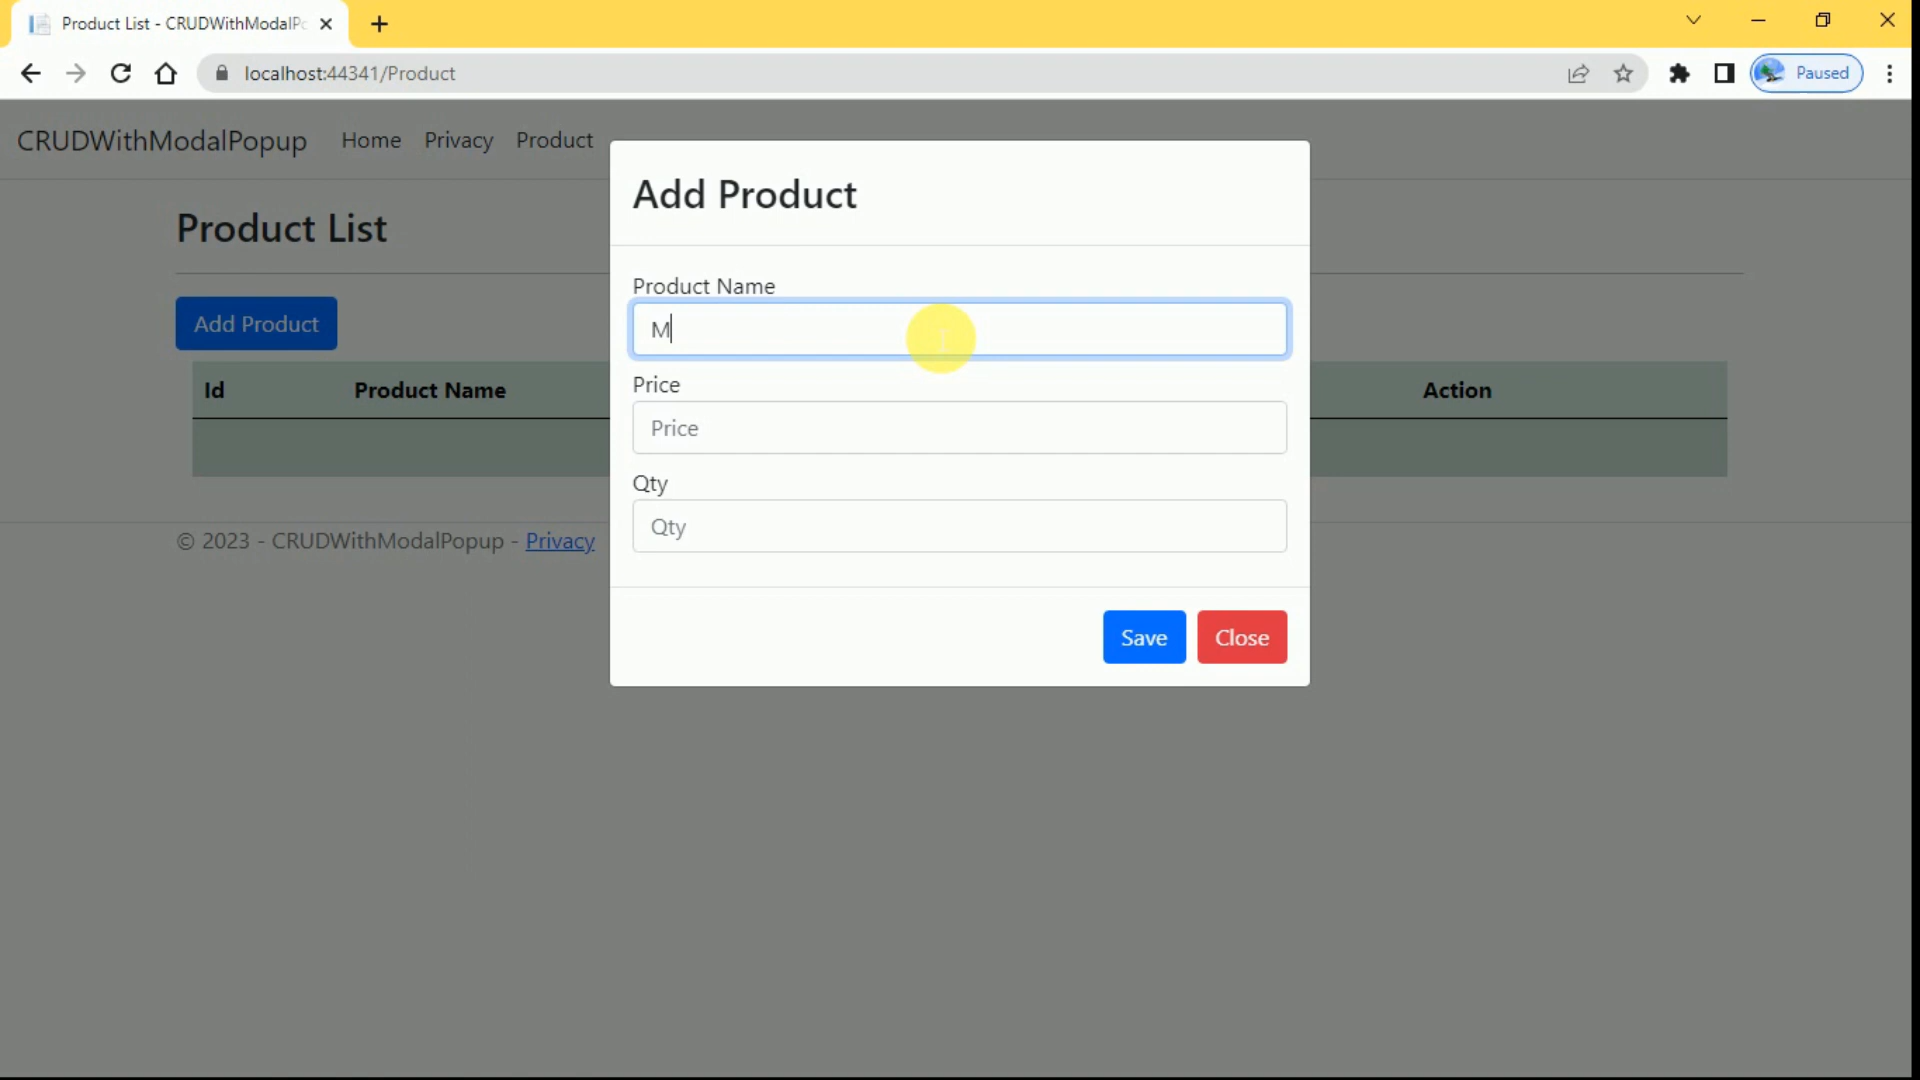 Product List - CRUDWithModalPo
localhost:44341/Product
Paused
CRUDWithModalPopup Home Privacy Product
Add Product
Product List
Product Name
M
Add Product
Price
Price
Id Product Name Action
Qty
Qty
© 2023 - CRUDWithModalPopup - Privacy
Save Close